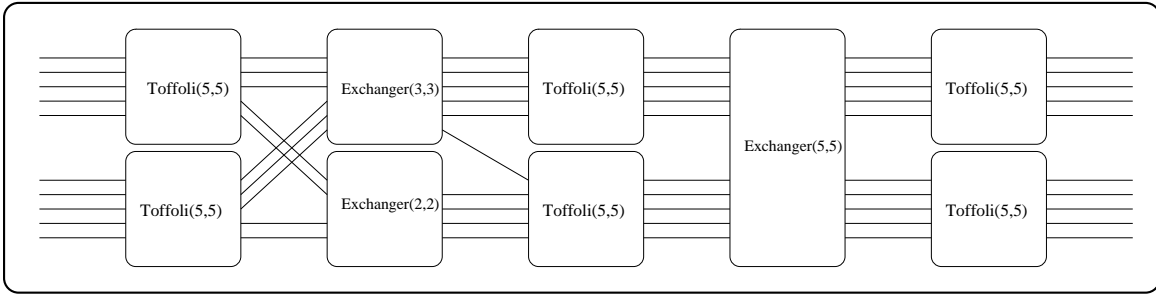 Toffoli(5,5)
Exchanger(3,3)
Toffoli(5,5)
Exchanger(5,5)
Toffoli(5,5)
Toffoli(5,5)
Exchanger(2,2)
Toffoli(5,5)
Toffoli(5,5)